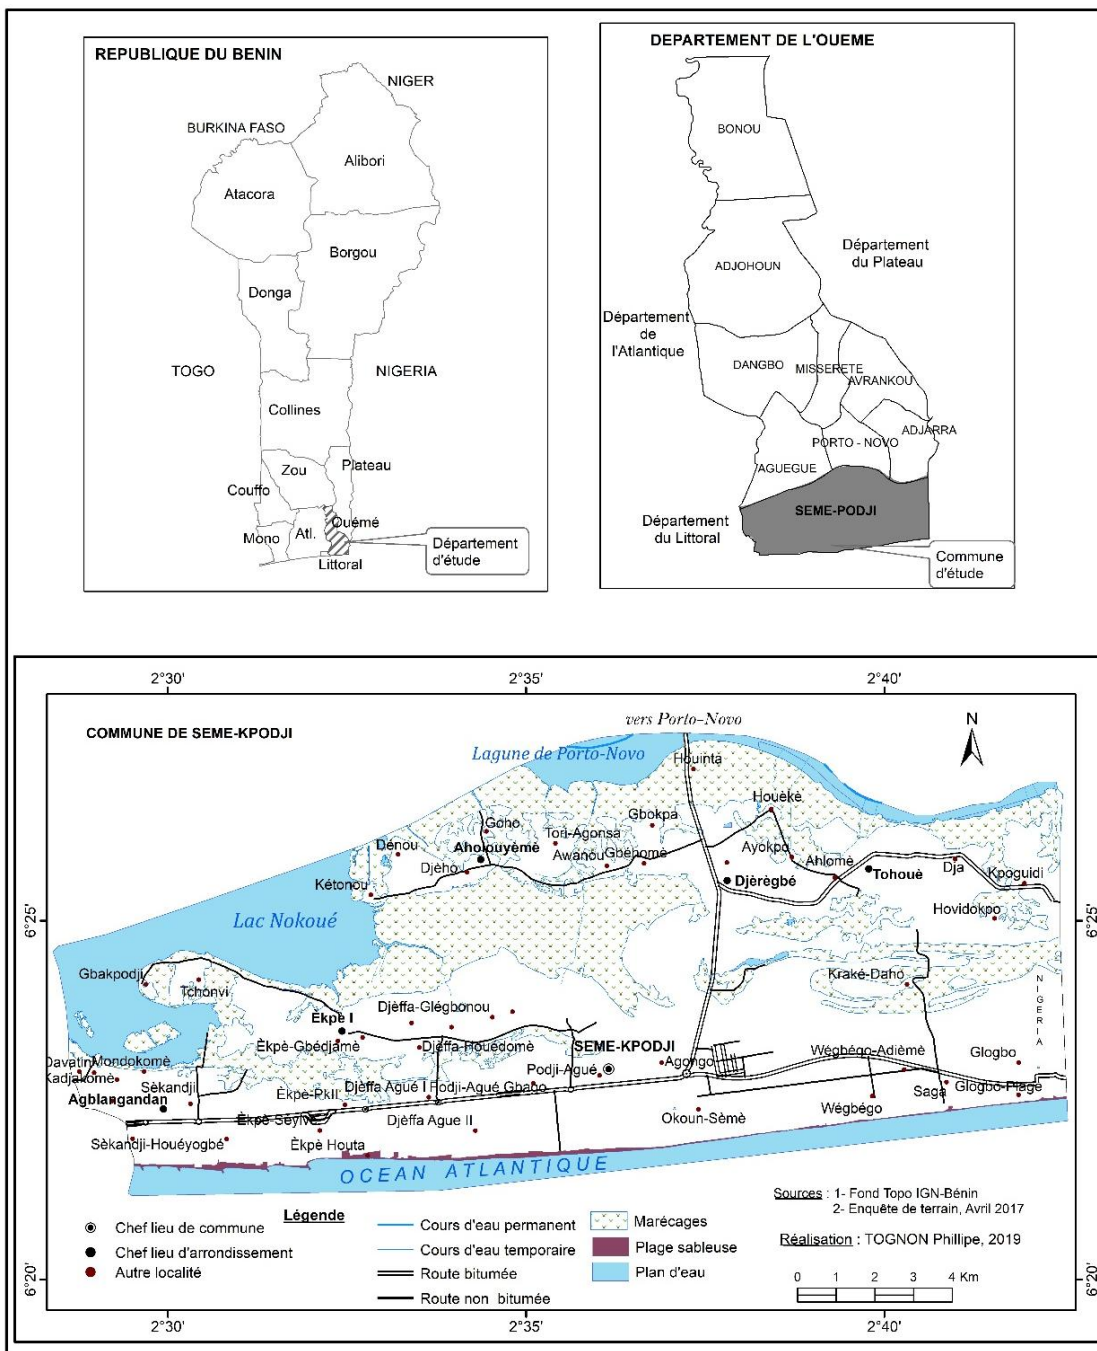 REPUBLIQUE DU BENIN
NIGER
BURKINA FASO
Alibori
Atacora
Borgou
Donga
TOGO
NIGERIA
Collines
Zou
Plateau
Couffo
Ouémé
Mono
Atl.
Littoral
Département
d'étude
DEPARTEMENT DE L'OUEME
BONOU
Département
du Plateau
ADJOHOUN
Département
de
l'Atlantique
DANGBO
MISSERETE
AVRANKOU
ADJARRA
PORTO - NOVO
AGUEGUE
SEME-PODJI
Département
du Littoral
Commune
d'étude
2°30'
2°35'
2°40'
COMMUNE DE SEME-KPODJI
vers Porto-Novo
N
Lagune de Porto-Novo
Houinta
Houèkè
Gbokpa
Goho
Tori-Agonsa
Dénou
Aholouyèmè
Awanou
Gbéhomè
Ayokpo
Ahlomè
Djèho
Djèrègbé
Tohouè
Dja
Kpoguidi
Kétonou
Hovidokpo
6°25'
6°25'
Lac Nokoué
Gbakpodji
Tchonvi
Kraké-Daho
NIGERIA
Djèffa-Glégbonou
Èkpè I
Èkpè-Gbédjamè
Djèffa-Houédomè
SEME-KPODJI
Wégbégo-Adièmè
Glogbo
Davatin
Mondokomè
Kadjakomè
Podji-Agué
Agongo
Sèkandji
Èkpè-PkII
Djèffa Agué I
Podji-Agué Gbago
Saga
Glogbo-Plage
Agblangandan
Èkpè-Seyivè
Djèffa Ague II
Okoun-Sèmè
Wégbégo
Sèkandji-Houéyogbé
Èkpè Houta
OCEAN ATLANTIQUE
Légende
Chef lieu de commune
Chef lieu d'arrondissement
Autre localité
Cours d'eau permanent
Cours d'eau temporaire
Route bitumée
Route non bitumée
Marécages
Plage sableuse
Plan d'eau
Sources : 1- Fond Topo IGN-Bénin
2- Enquête de terrain, Avril 2017
Réalisation : TOGNON Phillipe, 2019
0 1 2 3 4 Km
6°20'
6°20'
2°30'
2°35'
2°40'